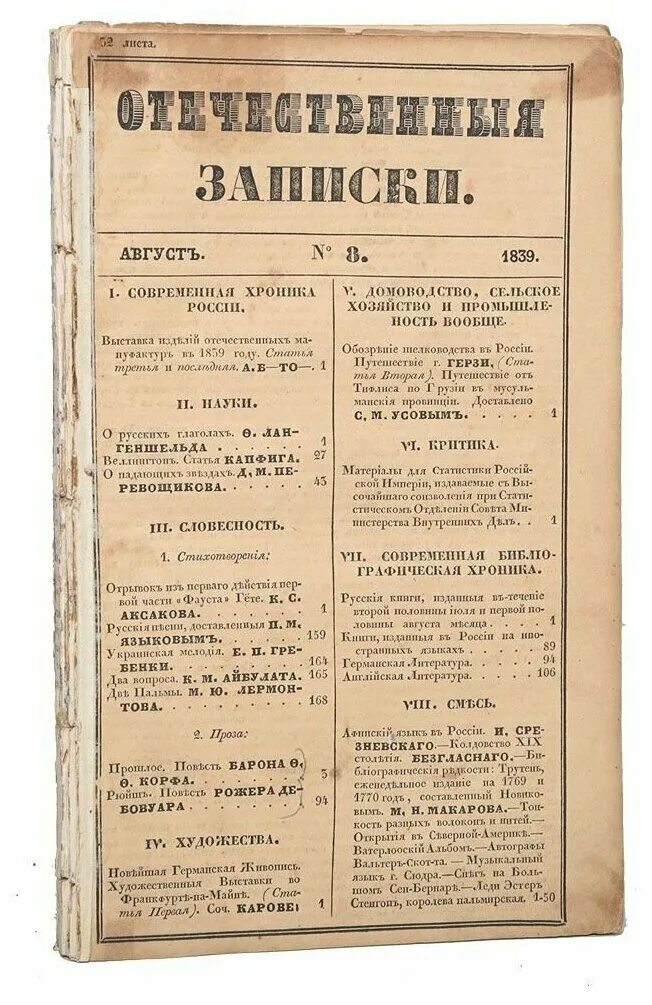 32 листа.
ОТЕЧЕСТВЕННЫЯ
ЗАПИСКИ.
АВГУСТЪ. № 8. 1839.
I. СОВРЕМЕННАЯ ХРОНИКА
РОССІИ.
Выставка издѣлій отечественныхъ ма-
нуфактур въ 1839 году. Статья
третья и послѣдняя. А. Б—ТО—. 1
II. НАУКИ.
О русскихъ глаголахъ. Ѳ. ЛАН-
ГЕНШЕЛЬДА . . . . . . 1
Веллингтонъ. Статья КАПФИГА. 27
О падающихъ звѣздахъ. Д. М. ПЕ-
РЕВОЩИКОВА. . . . . . . 43
III. СЛОВЕСНОСТЬ.
1. Стихотворенія:
Отрывокъ изъ перваго дѣйствія пер-
вой части «Фауста» Гёте. К. С.
АКСАКОВА. . . . . . . . 1
Русскія пѣсни, доставленныя П. М.
ЯЗЫКОВЫМЪ. . . . . . . 159
Украинская мелодія. Е. П. ГРЕ-
БЕНКИ. . . . . . . . . 164
Два вопроса. К. М. АЙБУЛАТА. 165
Двѣ Пальмы. М. Ю. ЛЕРМОН-
ТОВА. . . . . . . . . 168
2. Проза:
Прошлое. Повѣсть БАРОНА Ѳ.
Ѳ. КОРФА. . . . . . . . 3
Рюйшъ. Повѣсть РОЖЕРА ДЕ-
БОВУАРА. . . . . . . . 94
IV. ХУДОЖЕСТВА.
Новѣйшая Германская Живопись.
Художественныя Выставки во
Франкфуртѣ-на-Майнѣ. (Ста-
тья Первая). Соч. КАРОВЕ. 1
V. ДОМОВОДСТВО, СЕЛЬСКОЕ
ХОЗЯЙСТВО И ПРОМЫШЛЕ-
НОСТЬ ВООБЩЕ.
Обозрѣніе шелководства въ Россіи.
Путешествіе г. ГЕРЗИ, (Ста-
тья Вторая). Путешествіе отъ
Тифлиса по Грузіи въ мусуль-
манскія провинціи. Доставлено
С. М. УСОВЫМЪ. . . . . 1
VI. КРИТИКА.
Матеріалы для Статистики Россій-
ской Имперіи, издаваемые съ Вы-
сочайшаго соизволенія при Стати-
стическомъ Отдѣленіи Совѣта Ми-
нистерства Внутреннихъ Дѣлъ. . 1
VII. СОВРЕМЕННАЯ БИБЛІО-
ГРАФИЧЕСКАЯ ХРОНИКА.
Русскія книги, изданныя въ-теченіе
второй половины іюля и первой по-
ловины августа мѣсяца. . . . . 1
Книги, изданныя въ Россіи на ино-
странныхъ языкахъ. . . . . . 89
Германская Литература. . . . . 94
Англійская Литература. . . . . 106
VIII. СМѢСЬ.
Афинскій языкъ въ Россіи. И. СРЕ-
ЗНЕВСКАГО.—Колдовство XIX
столѣтія. БЕЗГЛАСНАГО.—Би-
бліографическія рѣдкости: Трутень,
еженедѣльное изданіе на 1769 и
1770 годъ, составленный Новико-
вымъ. М. Н. МАКАРОВА.—Тон-
кость разныхъ волоконъ и нитей.—
Открытія въ Сѣверной-Америкѣ.—
Ватерлооскій Альбомъ.—Автографы
Вальтеръ-Скотта. — Музыкальный
языкъ г. Сюдра.—Снѣгъ на Боль-
шомъ Сен-Бернарѣ.—Леди Эстеръ
Стенгопъ, королева пальмирская. 1-50